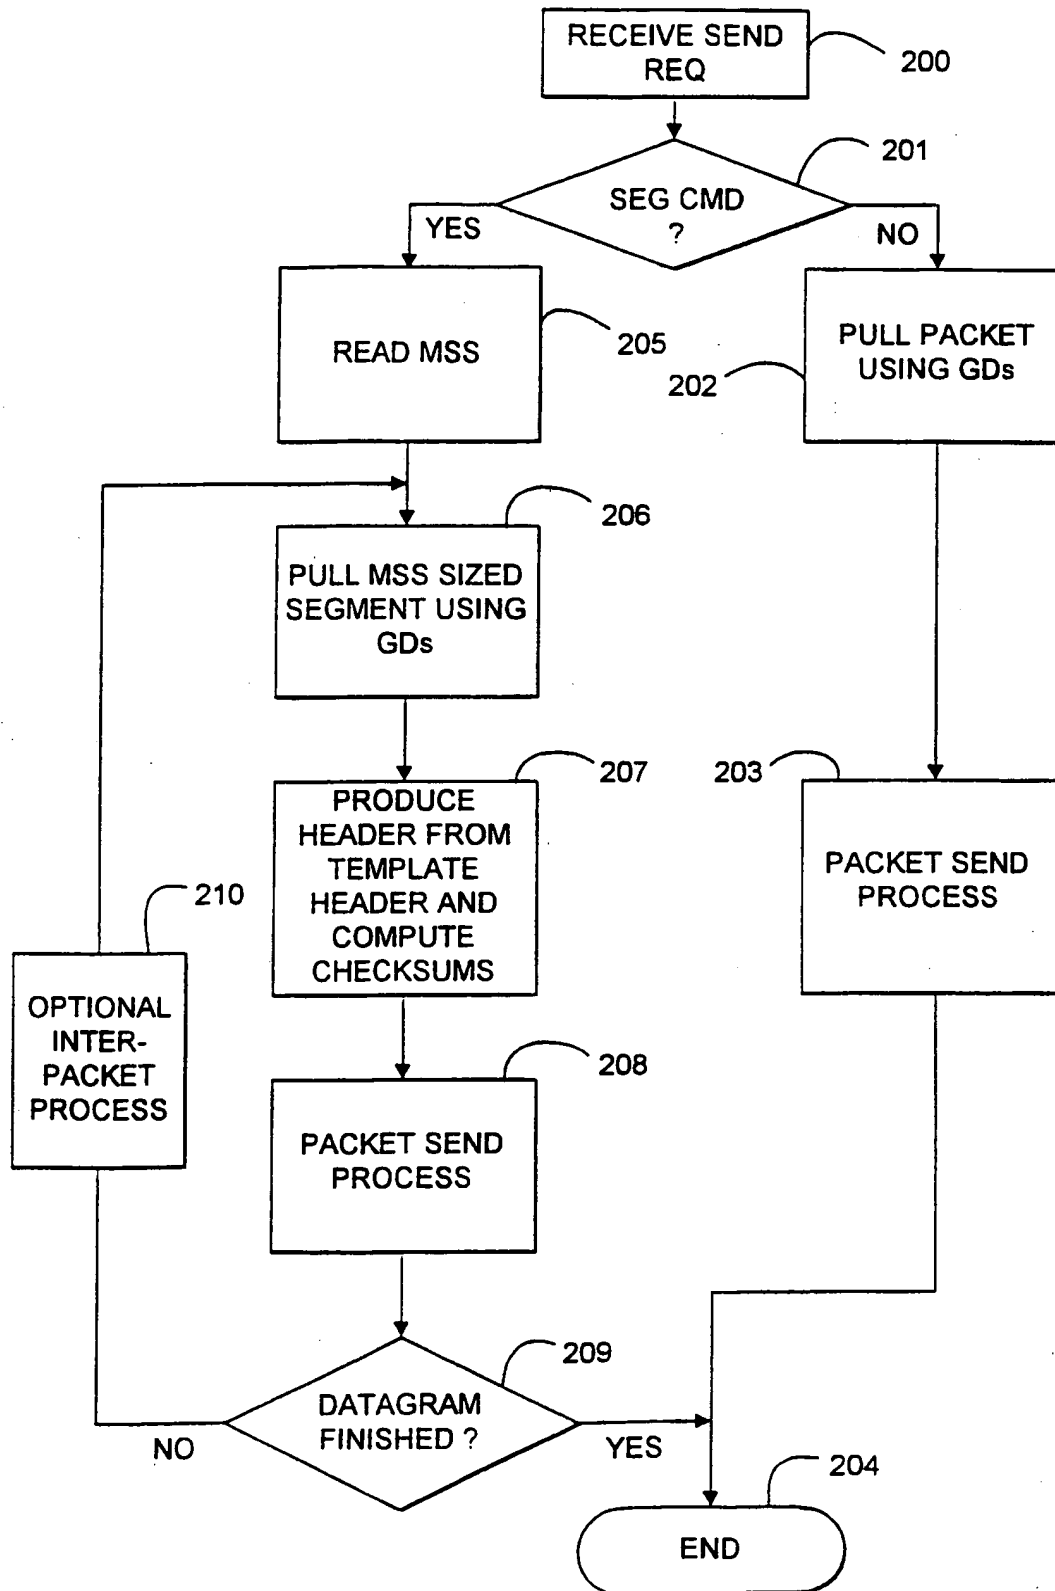 RECEIVE SEND
REQ
200
201
SEG CMD
?
YES
NO
READ MSS
205
PULL PACKET
USING GDs
202
206
PULL MSS SIZED
SEGMENT USING
GDs
207
203
PRODUCE
HEADER FROM
TEMPLATE
HEADER AND
COMPUTE
CHECKSUMS
PACKET SEND
PROCESS
210
OPTIONAL
INTER-
PACKET
PROCESS
208
PACKET SEND
PROCESS
209
DATAGRAM
FINISHED ?
NO
YES
204
END